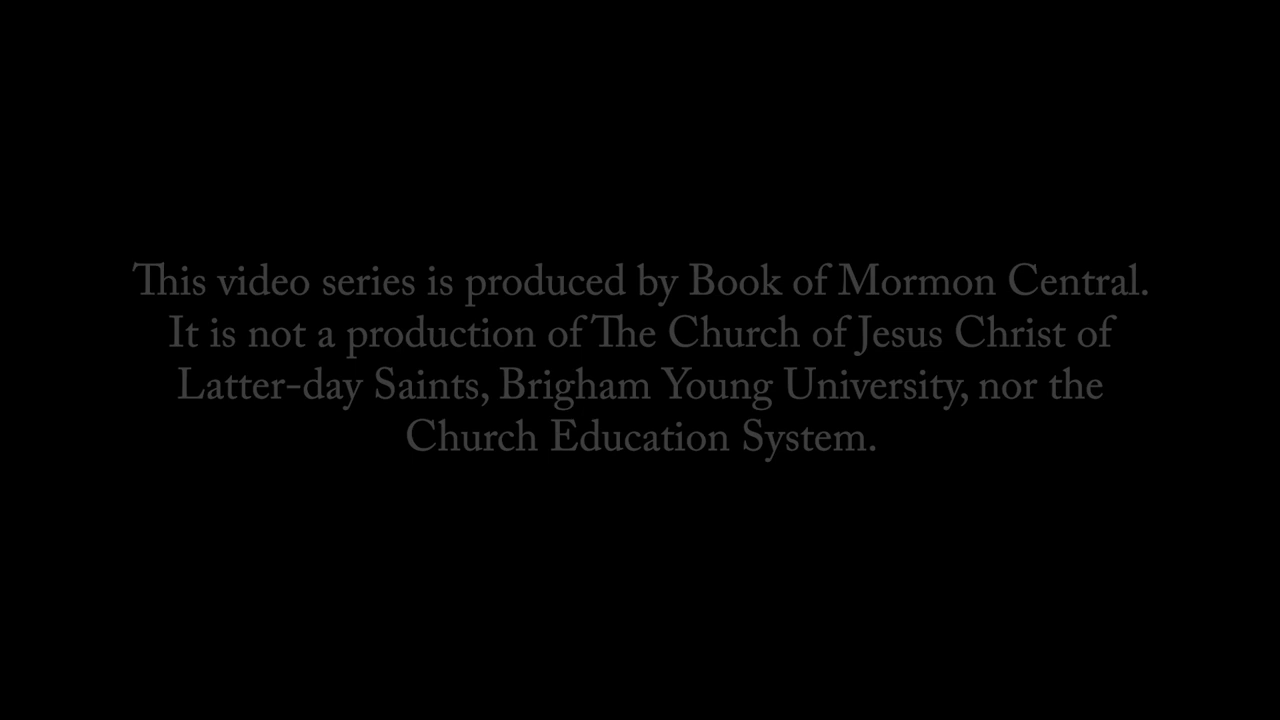 This video series is produced by Book of Mormon Central.
It is not a production of The Church of Jesus Christ of
Latter-day Saints, Brigham Young University, nor the
Church Education System.